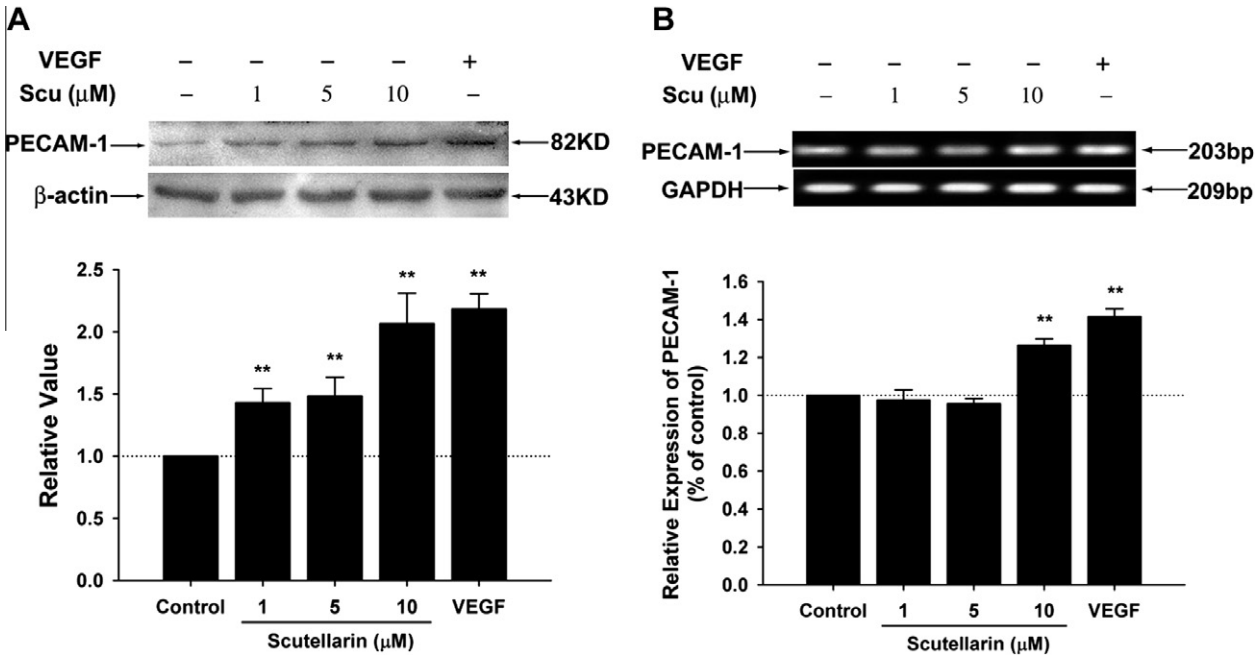 A
VEGF – – – – +
Scu (μM) – 1 5 10 –
PECAM-1 82KD
β-actin 43KD
2.5
2.0
1.5
1.0
0.5
0.0
Relative Value
** ** ** **
Control 1 5 10 VEGF
Scutellarin (μM)
B
VEGF – – – – +
Scu (μM) – 1 5 10 –
PECAM-1 203bp
GAPDH 209bp
1.6
1.4
1.2
1.0
0.8
0.6
0.4
0.2
0.0
Relative Expression of PECAM-1
(% of control)
** **
Control 1 5 10 VEGF
Scutellarin (μM)